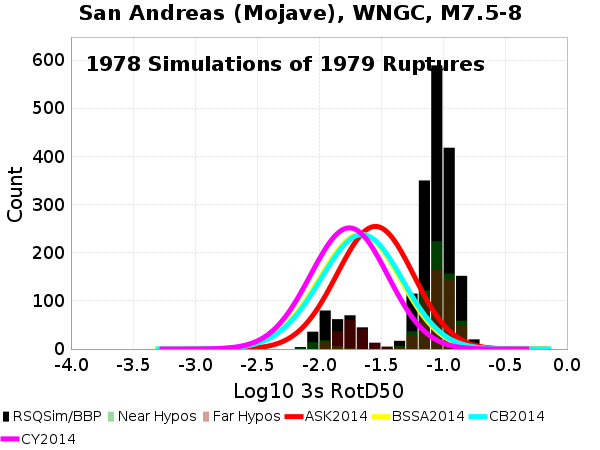 San Andreas (Mojave), WNGC, M7.5-8
1978 Simulations of 1979 Ruptures
600
500
400
300
200
100
0
Count
-4.0 -3.5 -3.0 -2.5 -2.0 -1.5 -1.0 -0.5 0.0
Log10 3s RotD50
RSQSim/BBP Near Hypos Far Hypos ASK2014 BSSA2014 CB2014
CY2014